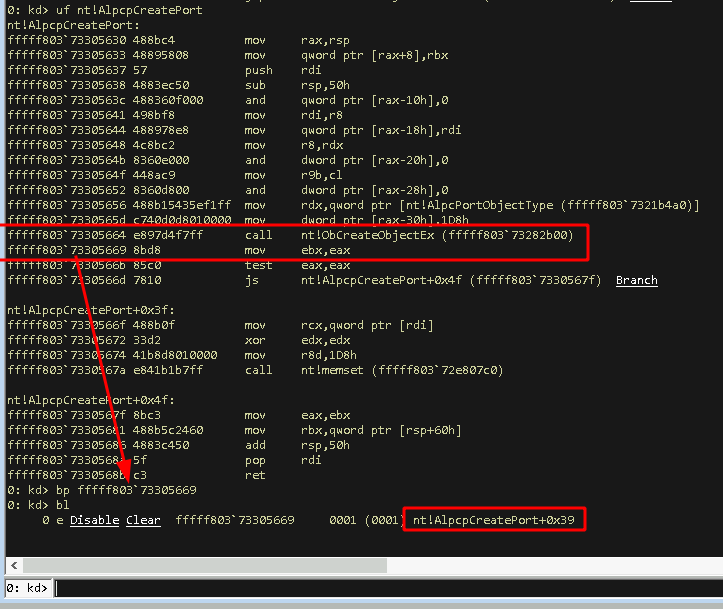 0: kd> uf nt!AlpcpCreatePort
nt!AlpcpCreatePort:
fffff803`73305630 488bc4 mov rax,rsp
fffff803`73305633 48895808 mov qword ptr [rax+8],rbx
fffff803`73305637 57 push rdi
fffff803`73305638 4883ec50 sub rsp,50h
fffff803`7330563c 488360f000 and qword ptr [rax-10h],0
fffff803`73305641 498bf8 mov rdi,r8
fffff803`73305644 488978e8 mov qword ptr [rax-18h],rdi
fffff803`73305648 4c8bc2 mov r8,rdx
fffff803`7330564b 8360e000 and dword ptr [rax-20h],0
fffff803`7330564f 448ac9 mov r9b,cl
fffff803`73305652 8360d800 and dword ptr [rax-28h],0
fffff803`73305656 488b15435ef1ff mov rdx,qword ptr [nt!AlpcPortObjectType (fffff803`7321b4a0)]
fffff803`7330565d c740d0d8010000 mov dword ptr [rax-30h],1D8h
fffff803`73305664 e897d4f7ff call nt!ObCreateObjectEx (fffff803`73282b00)
fffff803`73305669 8bd8 mov ebx,eax
fffff803`7330566b 85c0 test eax,eax
fffff803`7330566d 7810 js nt!AlpcpCreatePort+0x4f (fffff803`7330567f) Branch
nt!AlpcpCreatePort+0x3f:
fffff803`7330566f 488b0f mov rcx,qword ptr [rdi]
fffff803`73305672 33d2 xor edx,edx
fffff803`73305674 41b8d8010000 mov r8d,1D8h
fffff803`7330567a e841b1b7ff call nt!memset (fffff803`72e807c0)
nt!AlpcpCreatePort+0x4f:
fffff803`7330567f 8bc3 mov eax,ebx
fffff803`73305681 488b5c2460 mov rbx,qword ptr [rsp+60h]
fffff803`73305686 4883c450 add rsp,50h
fffff803`7330568a 5f pop rdi
fffff803`7330568b c3 ret
0: kd> bp fffff803`73305669
0: kd> bl
0 e Disable Clear fffff803`73305669 0001 (0001) nt!AlpcpCreatePort+0x39
0: kd>